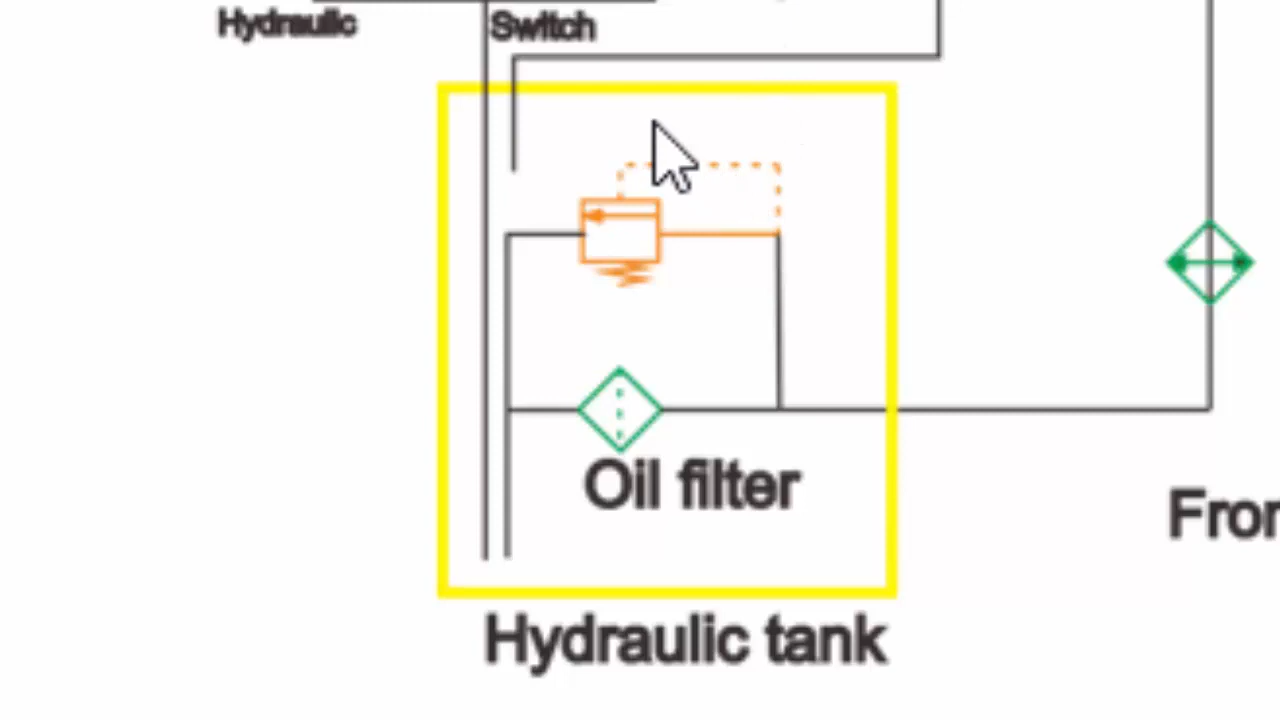 Hydraulic
Switch
Oil filter
Hydraulic tank